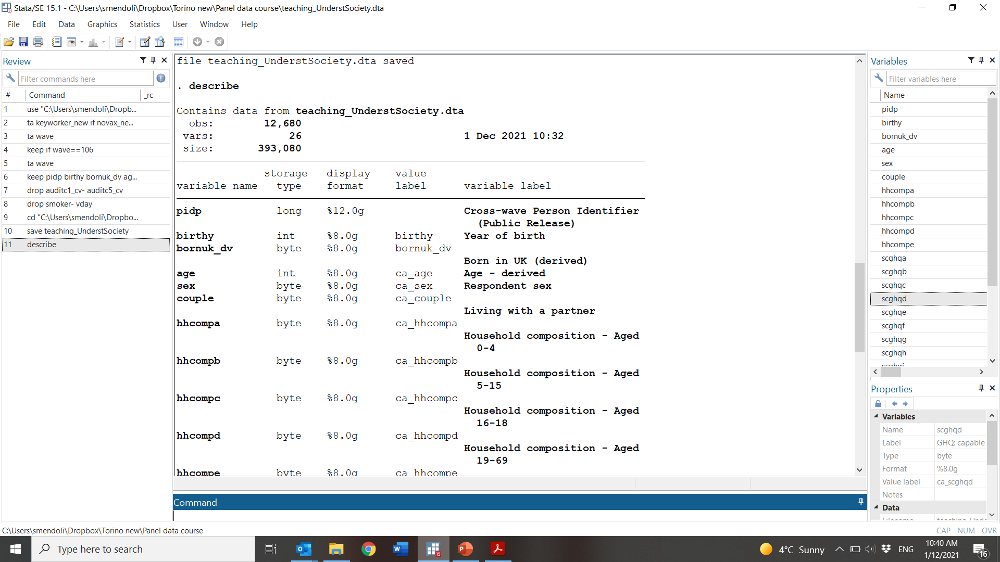 Stata/SE 15.1 - C:\Users\smendoli\Dropbox\Torino new\Panel data course\teaching_UnderstSociety.dta
File Edit Data Graphics Statistics User Window Help
Review
Filter commands here
# Command _rc
1 use "C:\Users\smendoli\Dropb...
2 ta keyworker_new if novax_ne...
3 ta wave
4 keep if wave==106
5 ta wave
6 keep pidp birthy bornuk_dv ag...
7 drop auditc1_cv- auditc5_cv
8 drop smoker- vday
9 cd "C:\Users\smendoli\Dropbo...
10 save teaching_UnderstSociety
11 describe
file teaching_UnderstSociety.dta saved
. describe
Contains data from teaching_UnderstSociety.dta
obs: 12,680
vars: 26 1 Dec 2021 10:32
size: 393,080
storage display value
variable name type format label variable label
pidp long %12.0g Cross-wave Person Identifier
(Public Release)
birthy int %8.0g birthy Year of birth
bornuk_dv byte %8.0g bornuk_dv
Born in UK (derived)
age int %8.0g ca_age Age - derived
sex byte %8.0g ca_sex Respondent sex
couple byte %8.0g ca_couple
Living with a partner
hhcompa byte %8.0g ca_hhcompa
Household composition - Aged
0-4
hhcompb byte %8.0g ca_hhcompb
Household composition - Aged
5-15
hhcompc byte %8.0g ca_hhcompc
Household composition - Aged
16-18
hhcompd byte %8.0g ca_hhcompd
Household composition - Aged
19-69
hhcompe byte %8.0g ca_hhcompe
Command
Variables
Filter variables here
Name
pidp
birthy
bornuk_dv
age
sex
couple
hhcompa
hhcompb
hhcompc
hhcompd
hhcompe
scghqa
scghqb
scghqc
scghqd
scghqe
scghqf
scghqg
scghqh
scghqi
Properties
Variables
Name scghqd
Label GHQ: capable
Type byte
Format %8.0g
Value label ca_scghqd
Notes
Data
Filename teaching_Unde
C:\Users\smendoli\Dropbox\Torino new\Panel data course
CAP NUM OVR
Type here to search
15
4°C Sunny
ENG
10:40 AM
1/12/2021
16